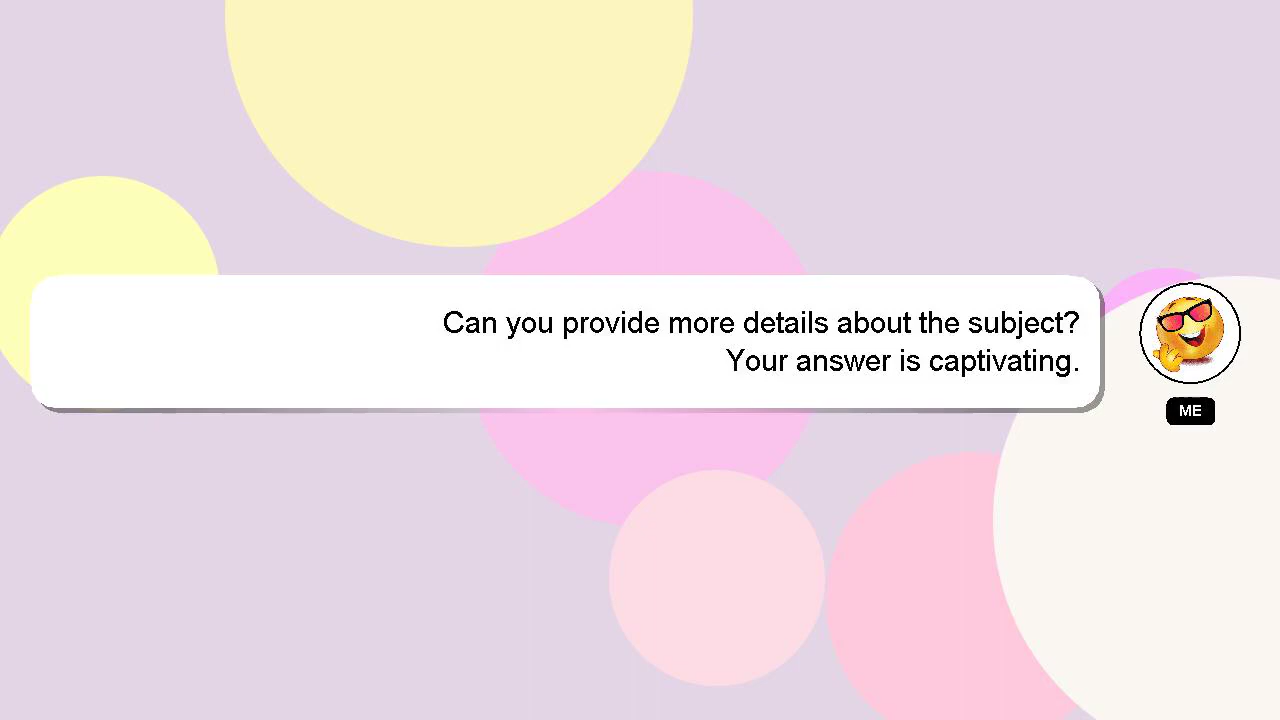 Can you provide more details about the subject?
Your answer is captivating.
ME